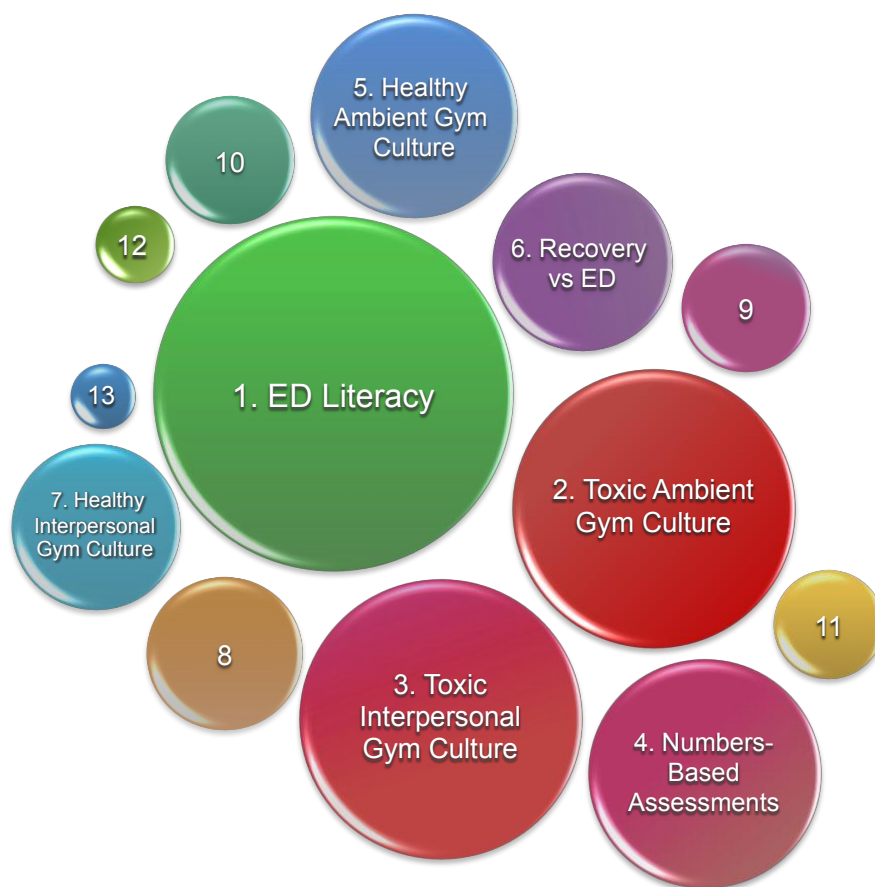 5. Healthy
Ambient Gym
Culture
10
12
6. Recovery
vs ED
9
1. ED Literacy
13
7. Healthy
Interpersonal
Gym Culture
2. Toxic Ambient
Gym Culture
8
11
3. Toxic
Interpersonal
Gym Culture
4. Numbers-
Based
Assessments